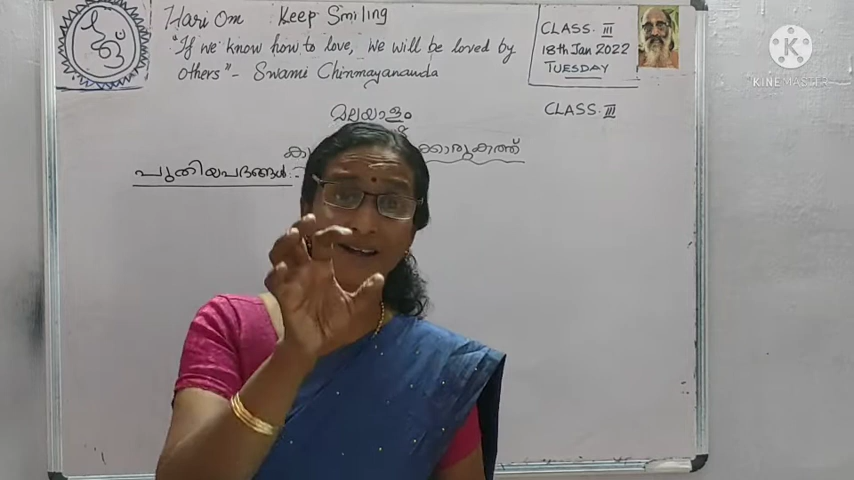 Hari Om Keep Smiling
"If we know how to love, we will be loved by
others" - Swami Chinmayananda
CLASS. III
18th Jan 2022
TUESDAY
K
KINEMASTER
മലയാളം
CLASS. III
ക്കൊരുകത്ത്
പുതിയപദങ്ങൾ :-